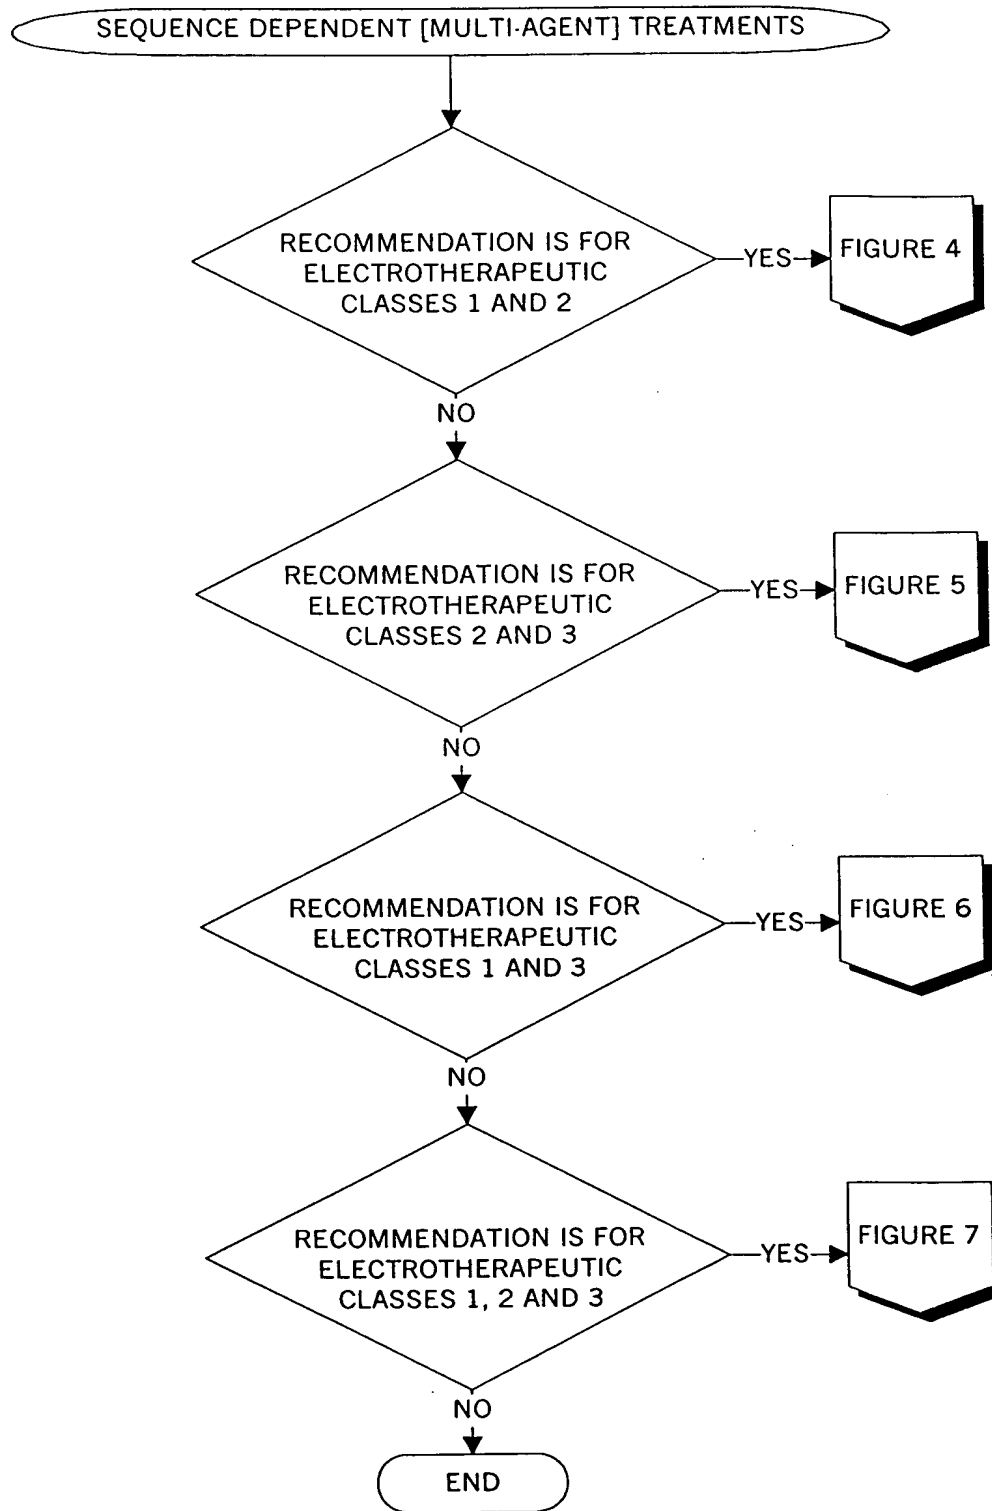 SEQUENCE DEPENDENT [MULTI-AGENT] TREATMENTS
RECOMMENDATION IS FOR
ELECTROTHERAPEUTIC
CLASSES 1 AND 2
YES
FIGURE 4
NO
RECOMMENDATION IS FOR
ELECTROTHERAPEUTIC
CLASSES 2 AND 3
YES
FIGURE 5
NO
RECOMMENDATION IS FOR
ELECTROTHERAPEUTIC
CLASSES 1 AND 3
YES
FIGURE 6
NO
RECOMMENDATION IS FOR
ELECTROTHERAPEUTIC
CLASSES 1, 2 AND 3
YES
FIGURE 7
NO
END